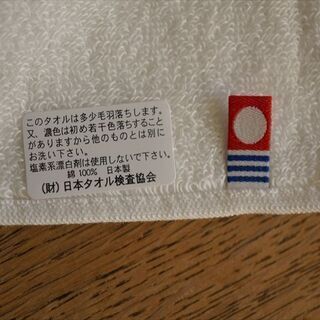 このタオルは多少毛羽落ちします。
又、濃色は初め若干色落ちすること
がありますから他のものとは別に
お洗い下さい。
塩素系漂白剤は使用しないで下さい。
綿 100% 日本製
(財)日本タオル検査協会